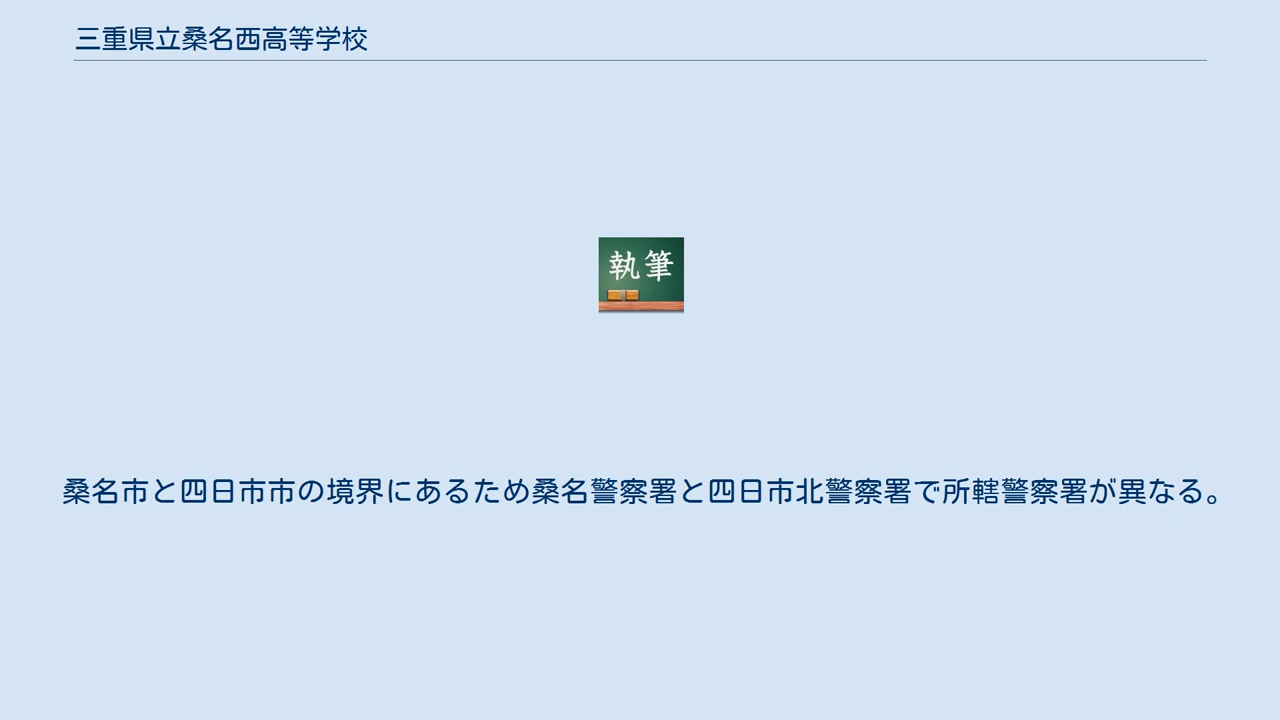 三重県立桑名西高等学校
執筆
桑名市と四日市市の境界にあるため桑名警察署と四日市北警察署で所轄警察署が異なる。